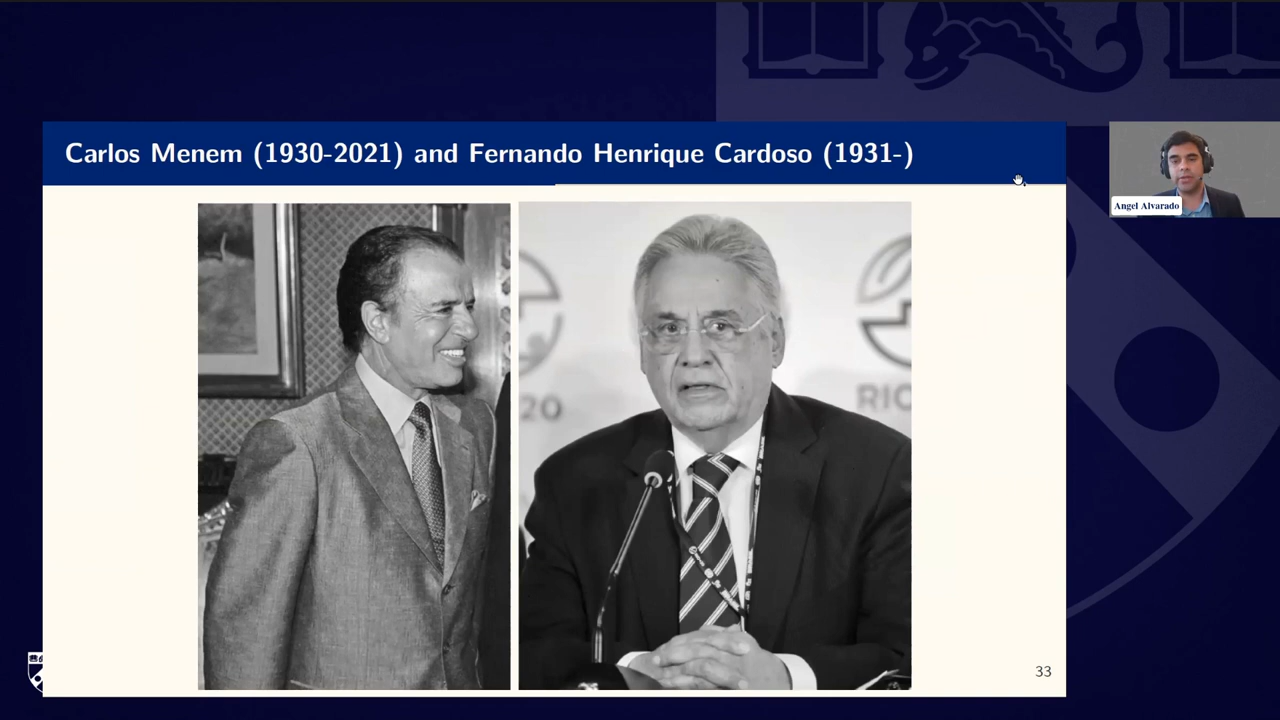 Carlos Menem (1930-2021) and Fernando Henrique Cardoso (1931-)
Angel Alvarado
20
RIO
33